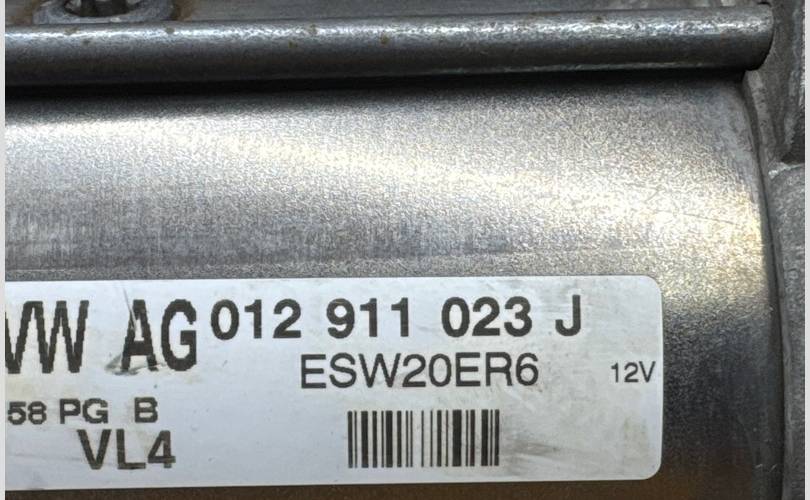 VW AG 012 911 023 J
ESW20ER6 12V
58 PG B
VL4